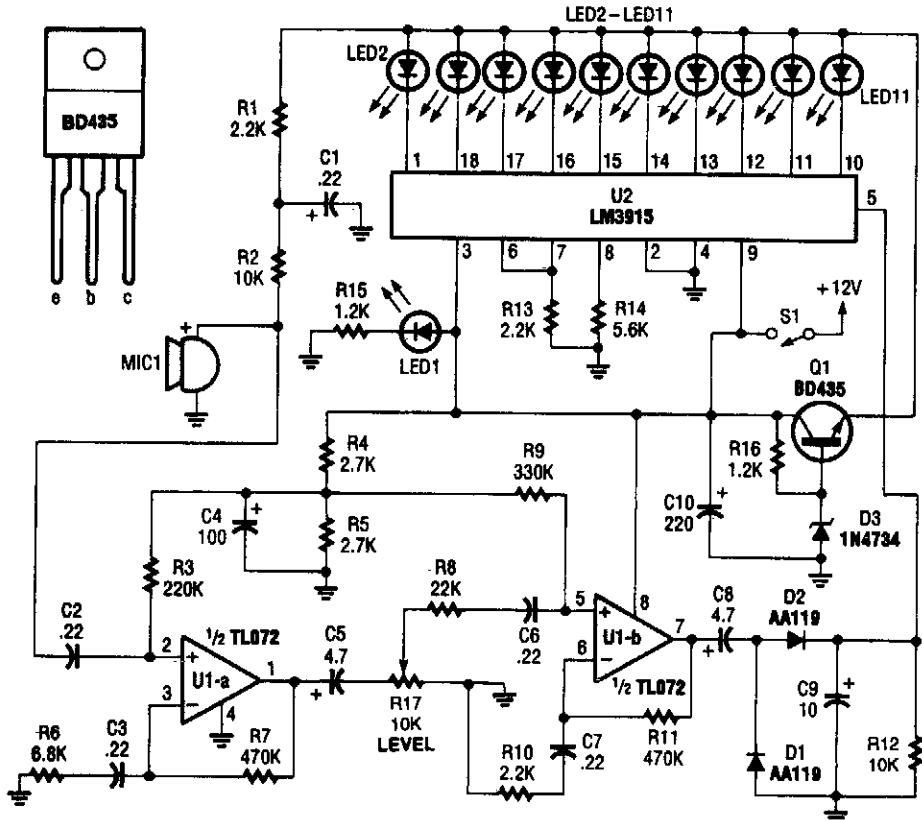 LED2–LED11
LED2
LED11
BD435
e b c
R1
2.2K
C1
.22
+
R2
10K
1 18 17 16 15 14 13 12 11 10
5
U2
LM3915
3 6 7 8 2 4 9
R15
1.2K
LED1
R13
2.2K
R14
5.6K
+12V
S1
Q1
BD435
MIC1
+
R4
2.7K
R9
330K
R16
1.2K
C10
220
+
D3
1N4734
C4
100
+
R5
2.7K
R3
220K
R8
22K
C2
.22
2
+
1/2 TL072
1
U1-a
3
−
4
C5
4.7
+
R17
10K
LEVEL
C6
.22
5
+
8
U1-b
7
6
−
1/2 TL072
C8
4.7
+
D2
AA119
C9
10
+
R6
6.8K
C3
.22
R7
470K
R10
2.2K
C7
.22
R11
470K
D1
AA119
R12
10K